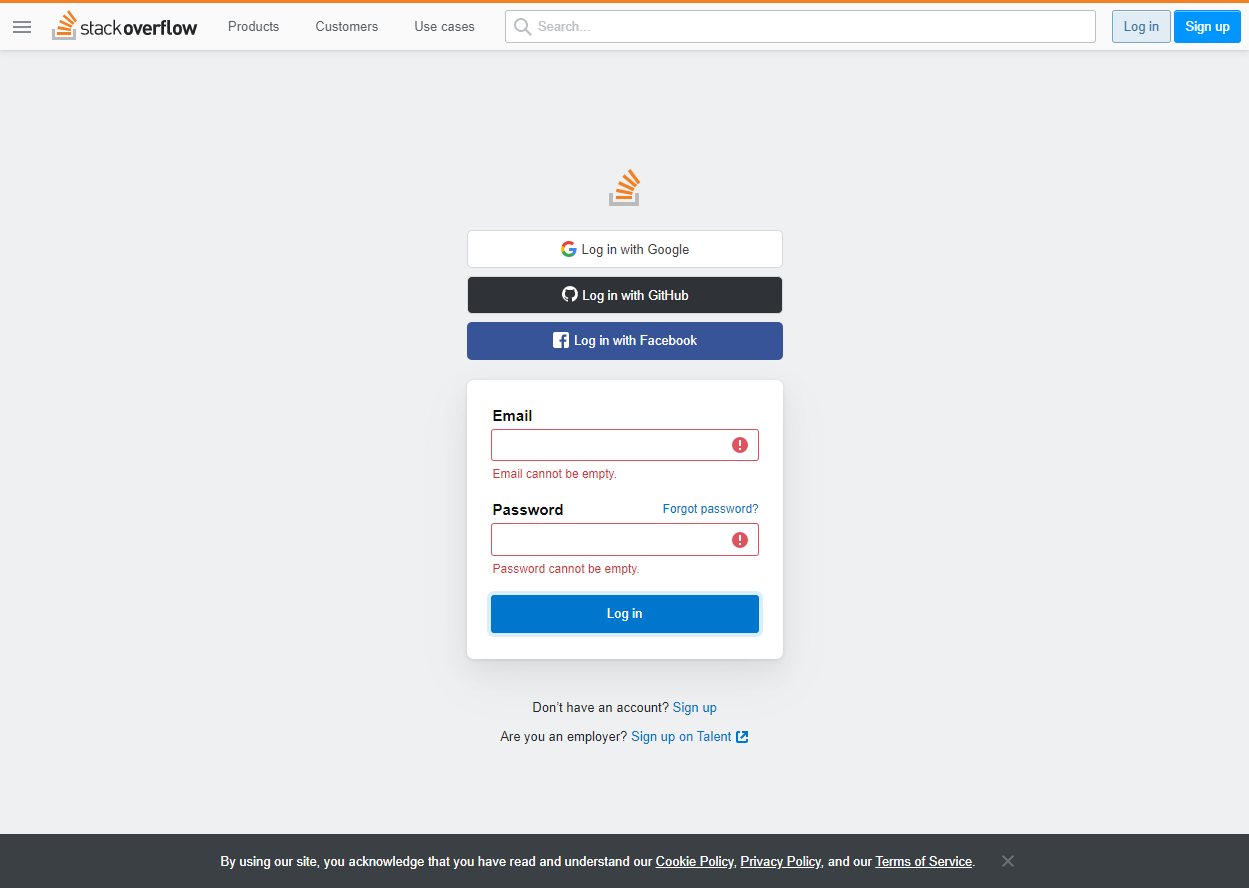 stackoverflow Products Customers Use cases Search... Log in Sign up
Log in with Google
Log in with GitHub
Log in with Facebook
Email
Email cannot be empty.
Password Forgot password?
Password cannot be empty.
Log in
Don't have an account? Sign up
Are you an employer? Sign up on Talent
By using our site, you acknowledge that you have read and understand our Cookie Policy, Privacy Policy, and our Terms of Service.